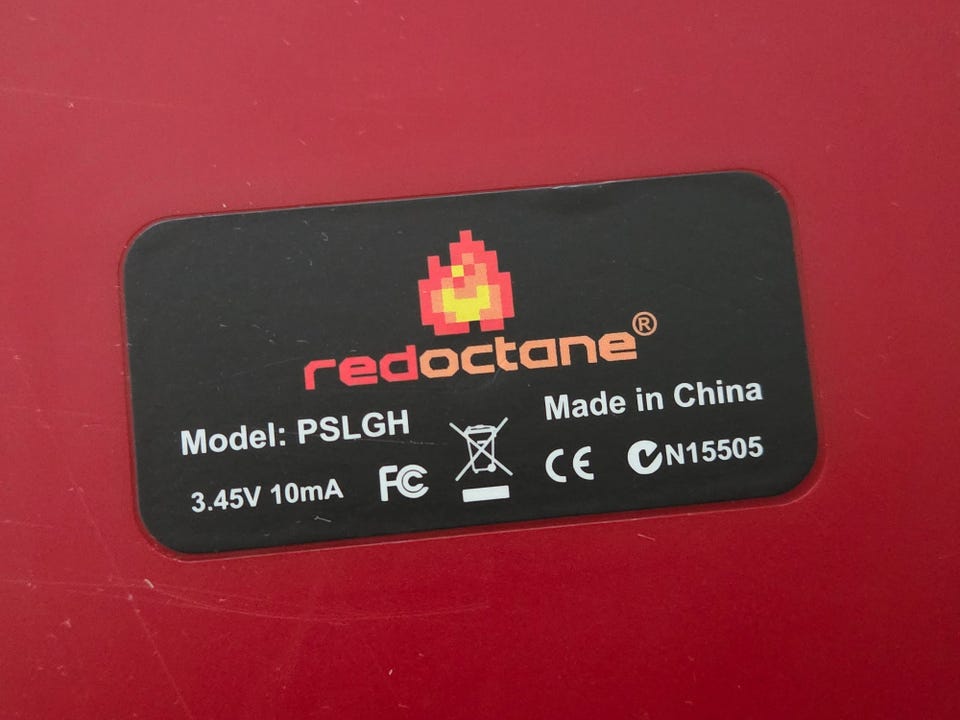 redoctane®
Model: PSLGH
Made in China
3.45V 10mA FC CE N15505